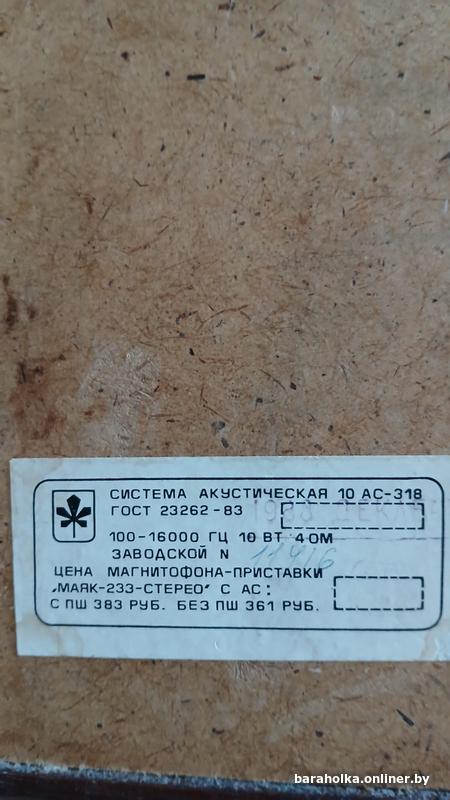 СИСТЕМА АКУСТИЧЕСКАЯ 10 АС-318
ГОСТ 23262-83
100-16000 ГЦ 10 ВТ 4 ОМ
ЗАВОДСКОЙ N
ЦЕНА МАГНИТОФОНА-ПРИСТАВКИ
„МАЯК-233-СТЕРЕО" С АС:
С ПШ 383 РУБ. БЕЗ ПШ 361 РУБ.
baraholka.onliner.by